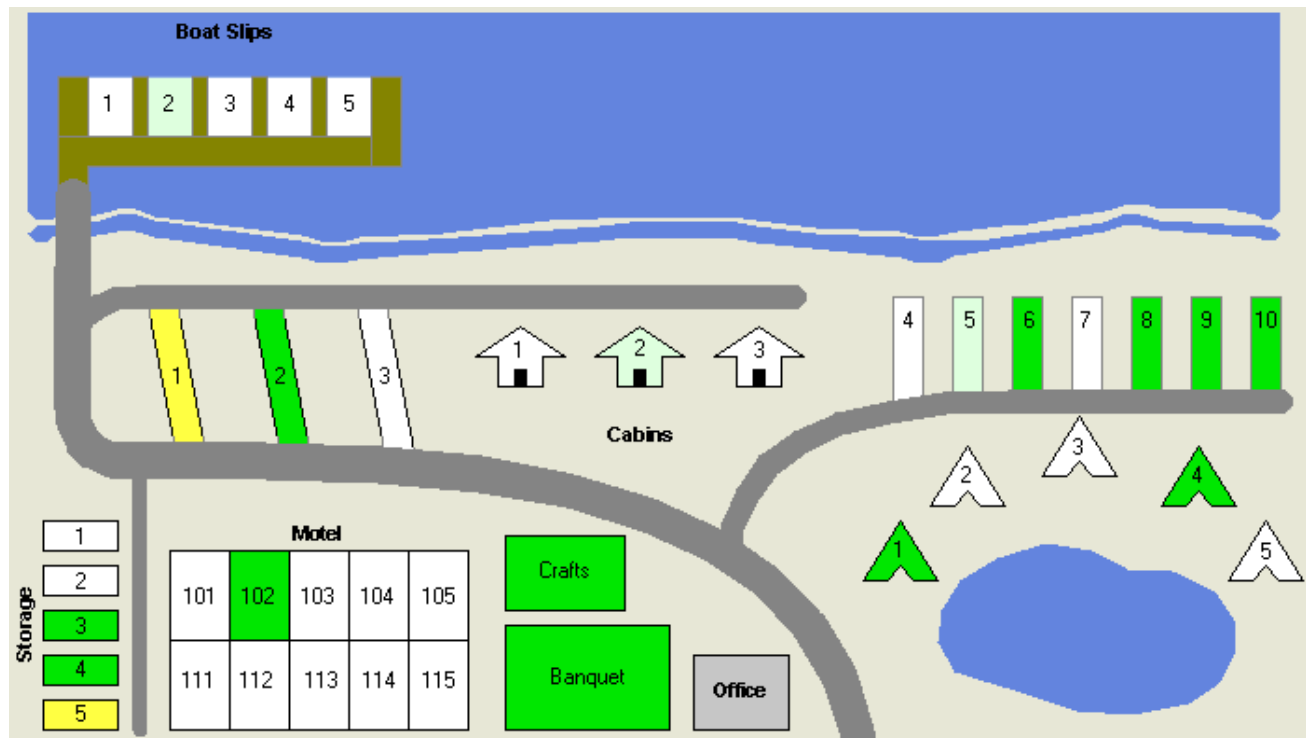 Boat Slips
1 2 3 4 5
1 2 3
1 2 3
Cabins
4 5 6 7 8 9 10
1 2 3 4 5
Storage
1
2
3
4
5
Motel
101 102 103 104 105
111 112 113 114 115
Crafts
Banquet
Office